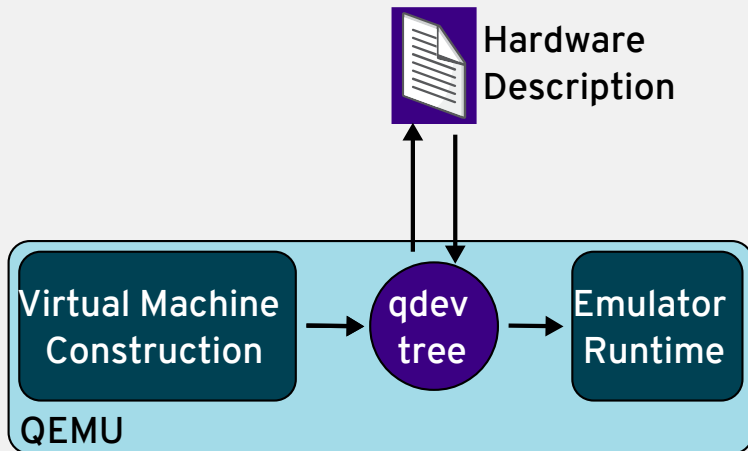 Hardware
Description
Virtual Machine
Construction
qdev
tree
Emulator
Runtime
QEMU